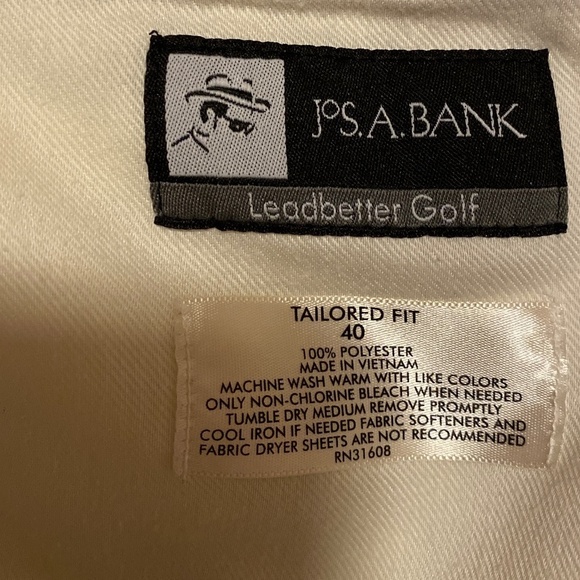 JoS. A. BANK
Leadbetter Golf
TAILORED FIT
40
100% POLYESTER
MADE IN VIETNAM
MACHINE WASH WARM WITH LIKE COLORS
ONLY NON-CHLORINE BLEACH WHEN NEEDED
TUMBLE DRY MEDIUM REMOVE PROMPTLY
COOL IRON IF NEEDED FABRIC SOFTENERS AND
FABRIC DRYER SHEETS ARE NOT RECOMMENDED
RN31608